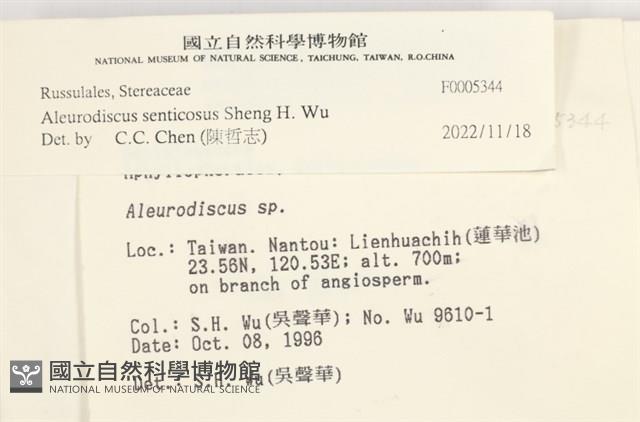 國立自然科學博物館
NATIONAL MUSEUM OF NATURAL SCIENCE, TAICHUNG, TAIWAN, R.O.CHINA
Russulales, Stereaceae F0005344
Aleurodiscus senticosus Sheng H. Wu
Det. by C.C. Chen (陳哲志) 2022/11/18
5344
Aleurodiscus sp.
Loc.: Taiwan. Nantou: Lienhuachih(蓮華池)
23.56N, 120.53E; alt. 700m;
on branch of angiosperm.
Col.: S.H. Wu(吳聲華); No. Wu 9610-1
Date: Oct. 08, 1996
Det.: S.H. Wu(吳聲華)
國立自然科學博物館
NATIONAL MUSEUM OF NATURAL SCIENCE